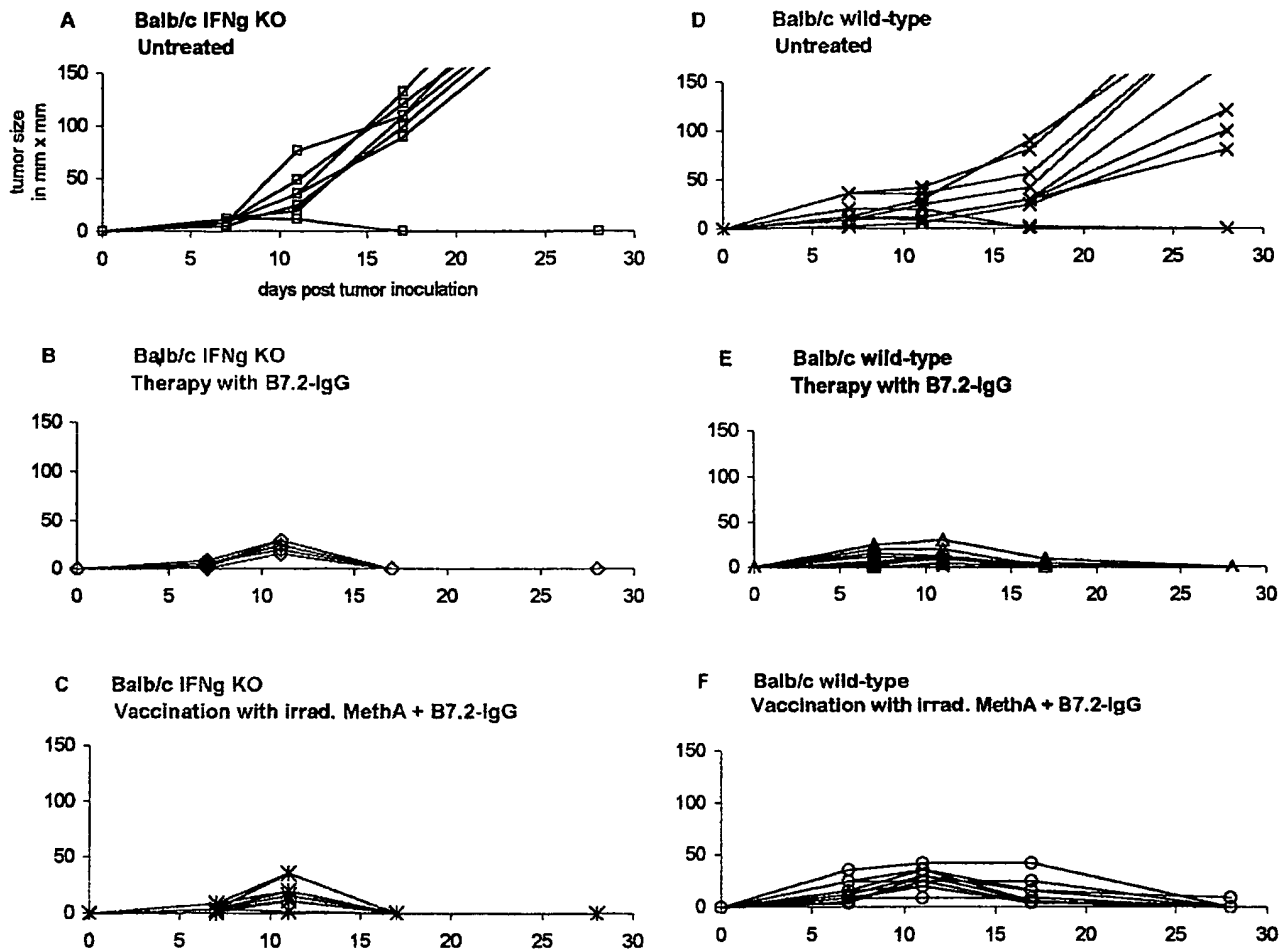 A Balb/c IFNg KO
Untreated
150
100
50
0
tumor size
in mm x mm
0 5 10 15 20 25 30
days post tumor inoculation
D Balb/c wild-type
Untreated
150
100
50
0
0 5 10 15 20 25 30
B Balb/c IFNg KO
Therapy with B7.2-IgG
150
100
50
0
0 5 10 15 20 25 30
E Balb/c wild-type
Therapy with B7.2-IgG
150
100
50
0
0 5 10 15 20 25 30
C Balb/c IFNg KO
Vaccination with irrad. MethA + B7.2-IgG
150
100
50
0
0 5 10 15 20 25 30
F Balb/c wild-type
Vaccination with irrad. MethA + B7.2-IgG
150
100
50
0
0 5 10 15 20 25 30